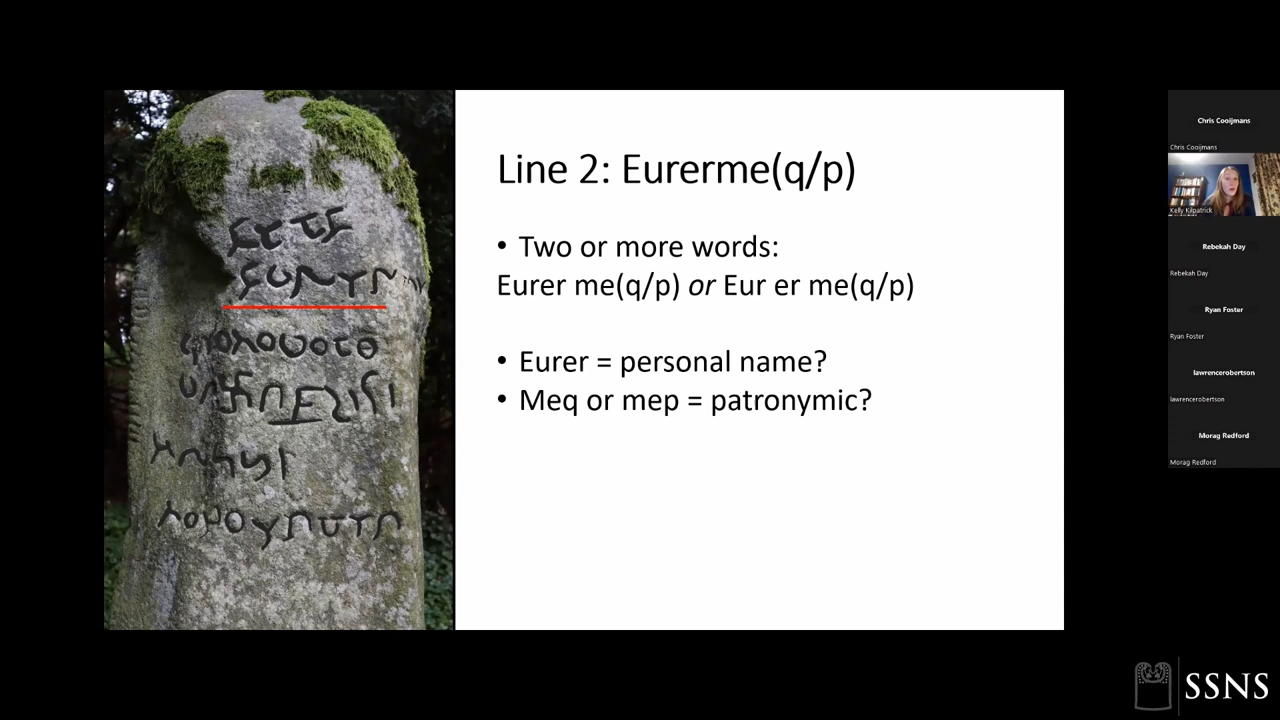 Line 2: Eurerme(q/p)
• Two or more words:
Eurer me(q/p) or Eur er me(q/p)
• Eurer = personal name?
• Meq or mep = patronymic?
Chris Cooijmans
Chris Cooijmans
Kelly Kilpatrick
Rebekah Day
Rebekah Day
Ryan Foster
Ryan Foster
lawrencerobertson
lawrencerobertson
Morag Redford
Morag Redford
SSNS